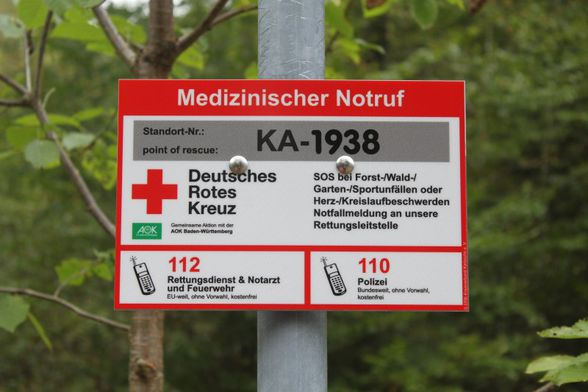 Medizinischer Notruf
Standort-Nr.:
point of rescue:
KA-1938
Deutsches
Rotes
Kreuz
AOK
Gemeinsame Aktion mit der
AOK Baden-Württemberg
SOS bei Forst-/Wald-/
Garten-/Sportunfällen oder
Herz-/Kreislaufbeschwerden
Notfallmeldung an unsere
Rettungsleitstelle
112
Rettungsdienst & Notarzt
und Feuerwehr
EU-weit, ohne Vorwahl, kostenfrei
110
Polizei
Bundesweit, ohne Vorwahl,
kostenfrei